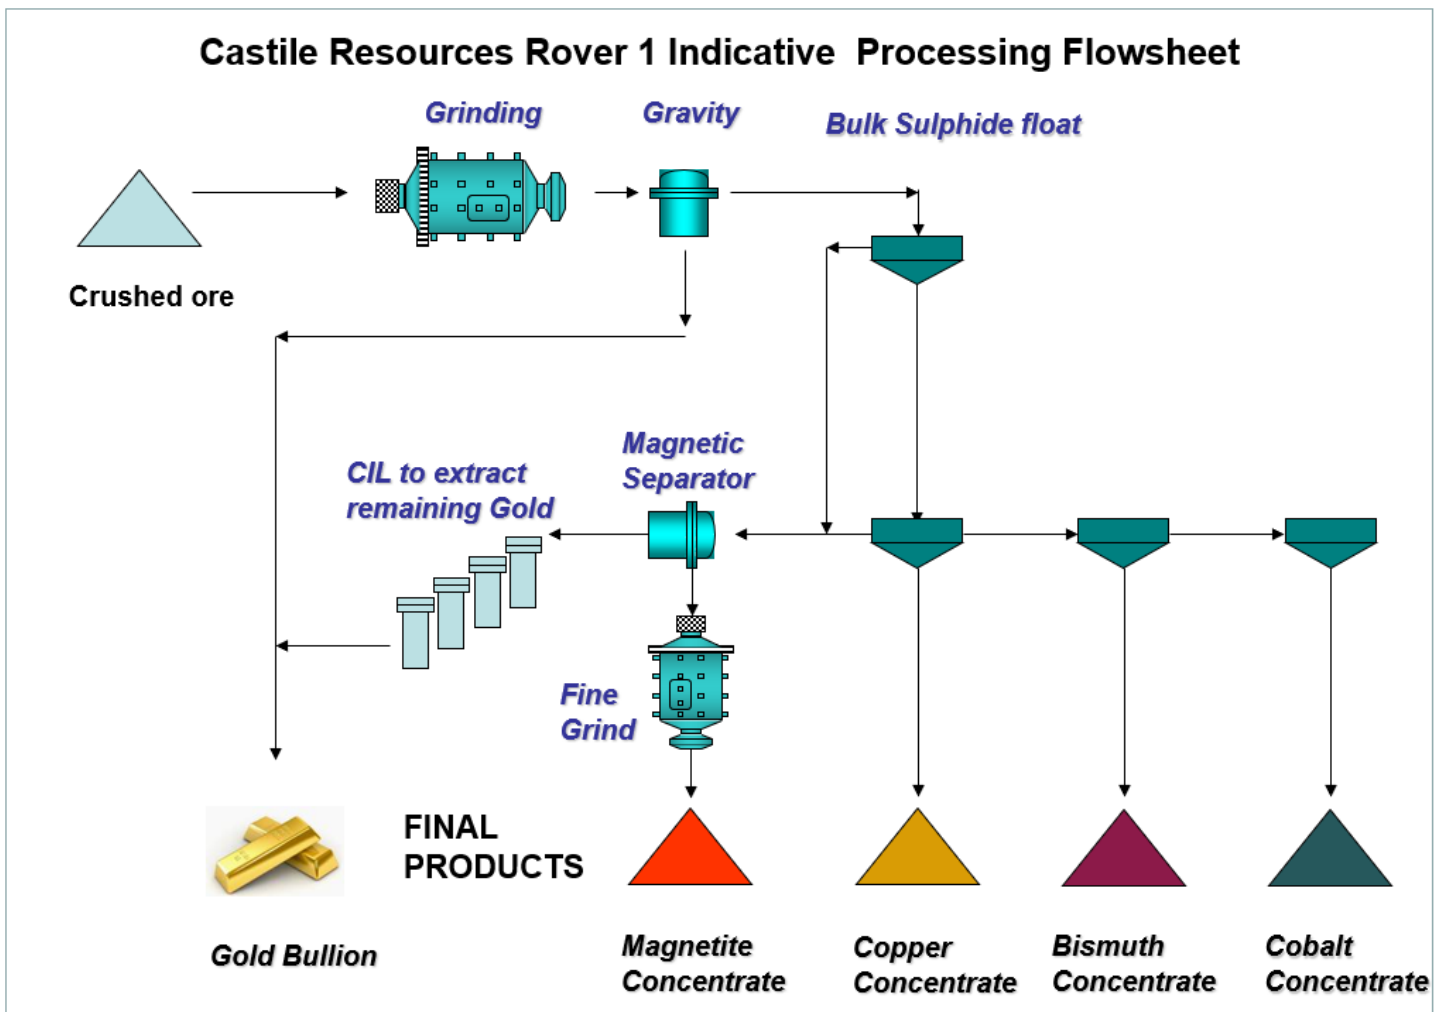 Castile Resources Rover 1 Indicative  Processing Flowsheet
Grinding
Gravity
Bulk Sulphide float
Crushed ore
Magnetic
Separator
CIL to extract
remaining Gold
Fine
Grind
FINAL
PRODUCTS
Gold Bullion
Magnetite
Concentrate
Copper
Concentrate
Bismuth
Concentrate
Cobalt
Concentrate